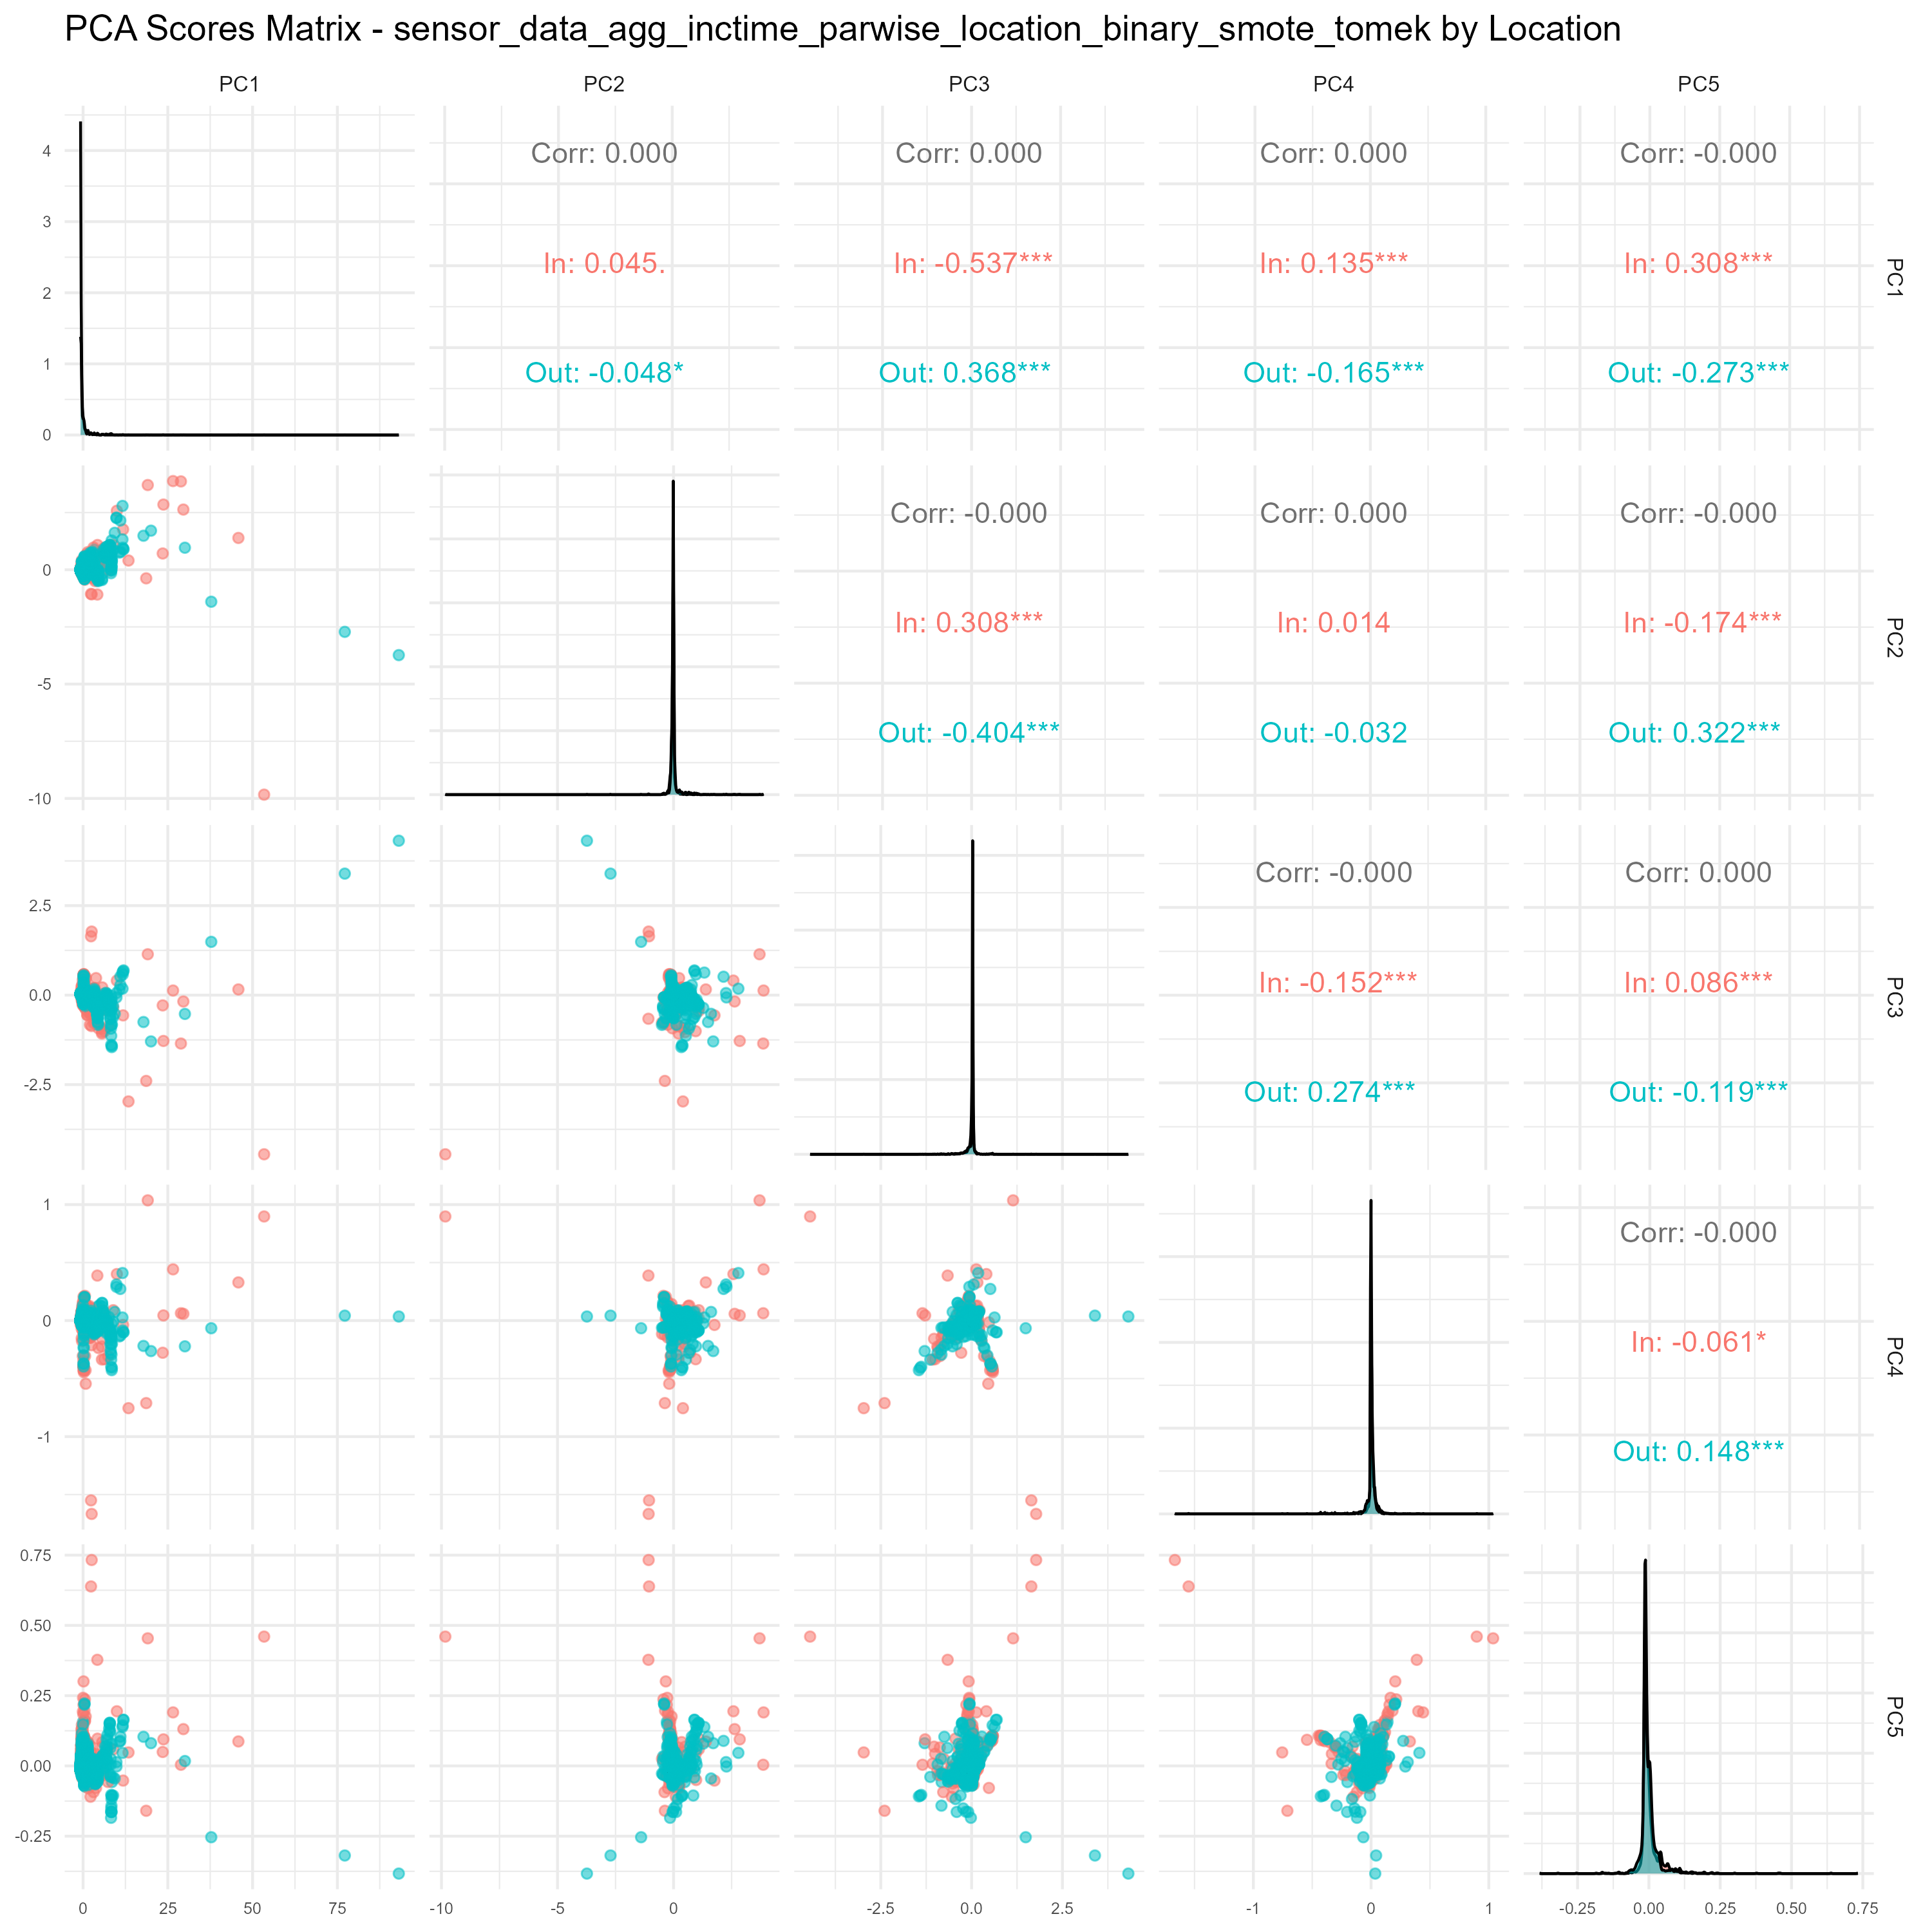 PCA Scores Matrix - sensor_data_agg_inctime_parwise_location_binary_smote_tomek by Location
PC1 PC2 PC3 PC4 PC5
4
3
2
1
0
Corr: 0.000
In: 0.045.
Out: -0.048*
Corr: 0.000
In: -0.537***
Out: 0.368***
Corr: 0.000
In: 0.135***
Out: -0.165***
Corr: -0.000
In: 0.308***
Out: -0.273***
PC1
0
-5
-10
Corr: -0.000
In: 0.308***
Out: -0.404***
Corr: 0.000
In: 0.014
Out: -0.032
Corr: -0.000
In: -0.174***
Out: 0.322***
PC2
2.5
0.0
-2.5
Corr: -0.000
In: -0.152***
Out: 0.274***
Corr: 0.000
In: 0.086***
Out: -0.119***
PC3
1
0
-1
Corr: -0.000
In: -0.061*
Out: 0.148***
PC4
0.75
0.50
0.25
0.00
-0.25
PC5
0 25 50 75
-10 -5 0
-2.5 0.0 2.5
-1 0 1
-0.25 0.00 0.25 0.50 0.75